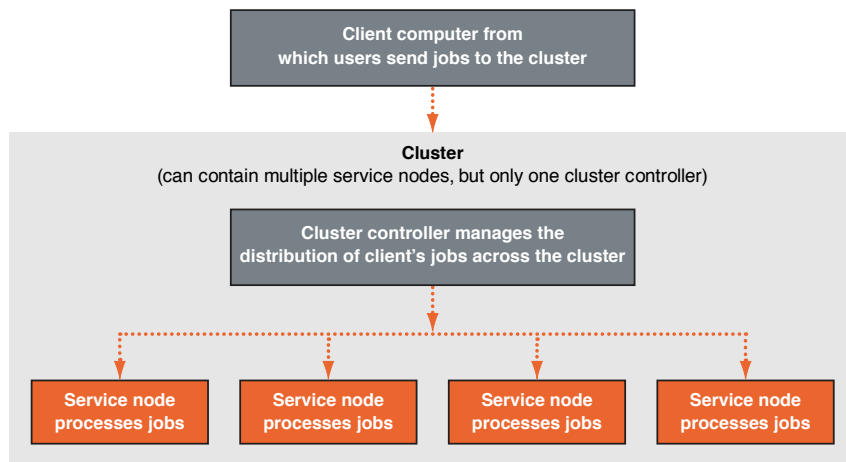 Client computer from
which users send jobs to the cluster
Cluster
(can contain multiple service nodes, but only one cluster controller)
Cluster controller manages the
distribution of client’s jobs across the cluster
Service node
processes jobs
Service node
processes jobs
Service node
processes jobs
Service node
processes jobs